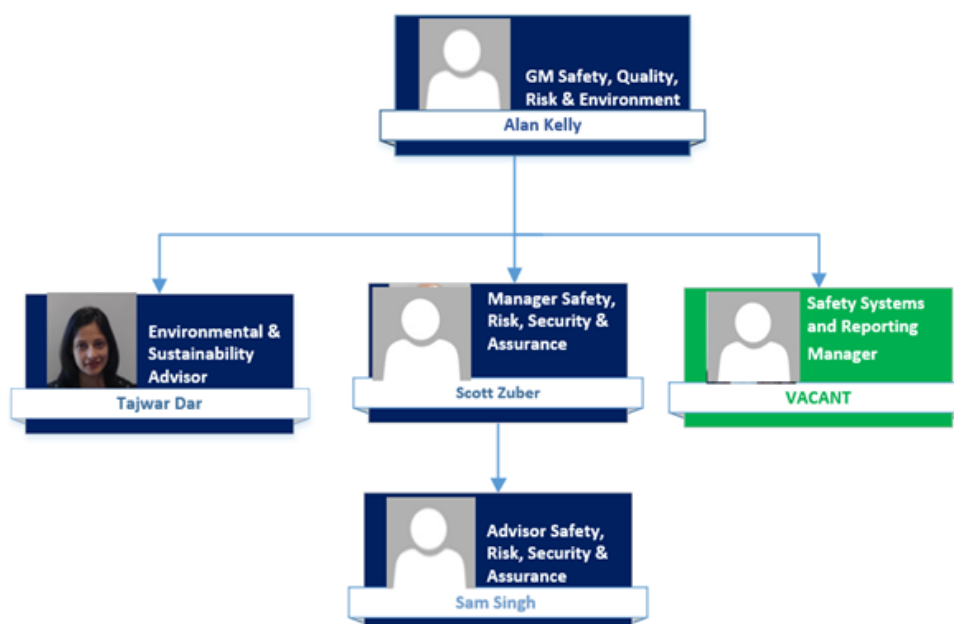 GM Safety, Quality,
Risk & Environment
Alan Kelly
Environmental &
Sustainability
Advisor
Tajwar Dar
Manager Safety,
Risk, Security &
Assurance
Scott Zuber
Safety Systems
and Reporting
Manager
VACANT
Advisor Safety,
Risk, Security &
Assurance
Sam Singh